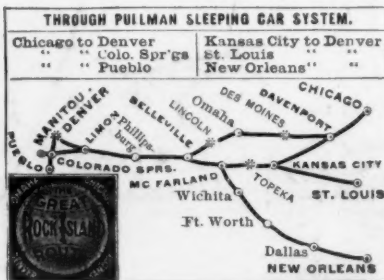 THROUGH PULLMAN SLEEPING CAR SYSTEM.
Chicago to Denver
" " Colo. Spr'gs
" " Pueblo
Kansas City to Denver
St. Louis " "
New Orleans " "
CHICAGO
DAVENPORT
DES MOINES
Omaha
LINCOLN
BELLEVILLE
Phillips-
burg
LIMON
DENVER
MANITOU-
PUEBLO
COLORADO SPRS.
MC FARLAND
TOPEKA
KANSAS CITY
ST. LOUIS
Wichita
Ft. Worth
Dallas
NEW ORLEANS
THE
GREAT
ROCK ISLAND
ROUTE